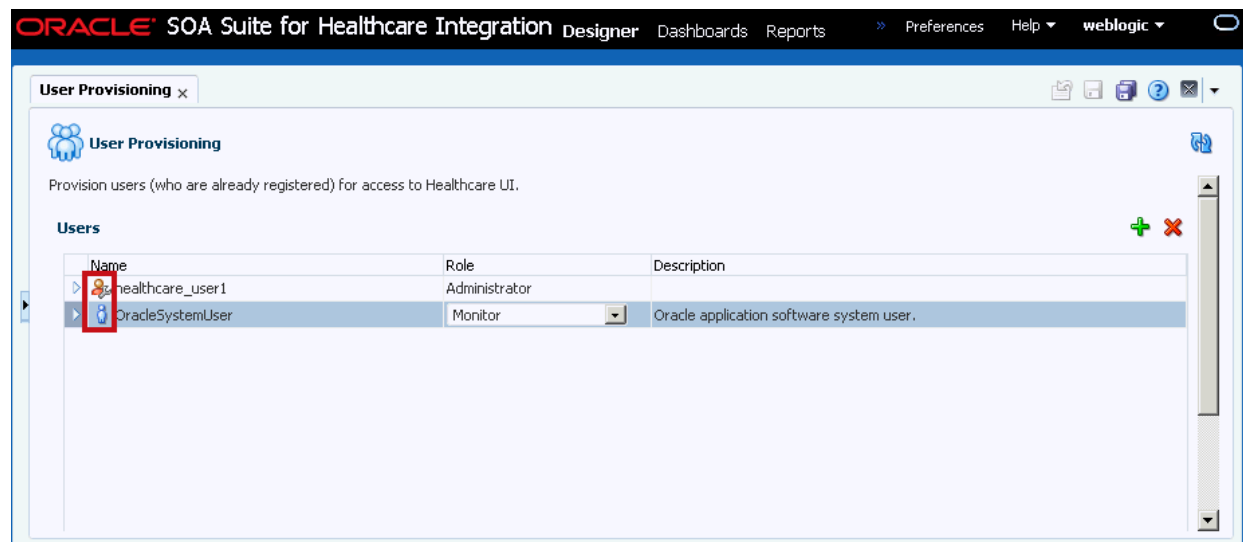 ORACLE® SOA Suite for Healthcare Integration Designer Dashboards Reports » Preferences Help weblogic
User Provisioning x
User Provisioning
Provision users (who are already registered) for access to Healthcare UI.
Users
Name Role Description
healthcare_user1 Administrator
OracleSystemUser Monitor Oracle application software system user.